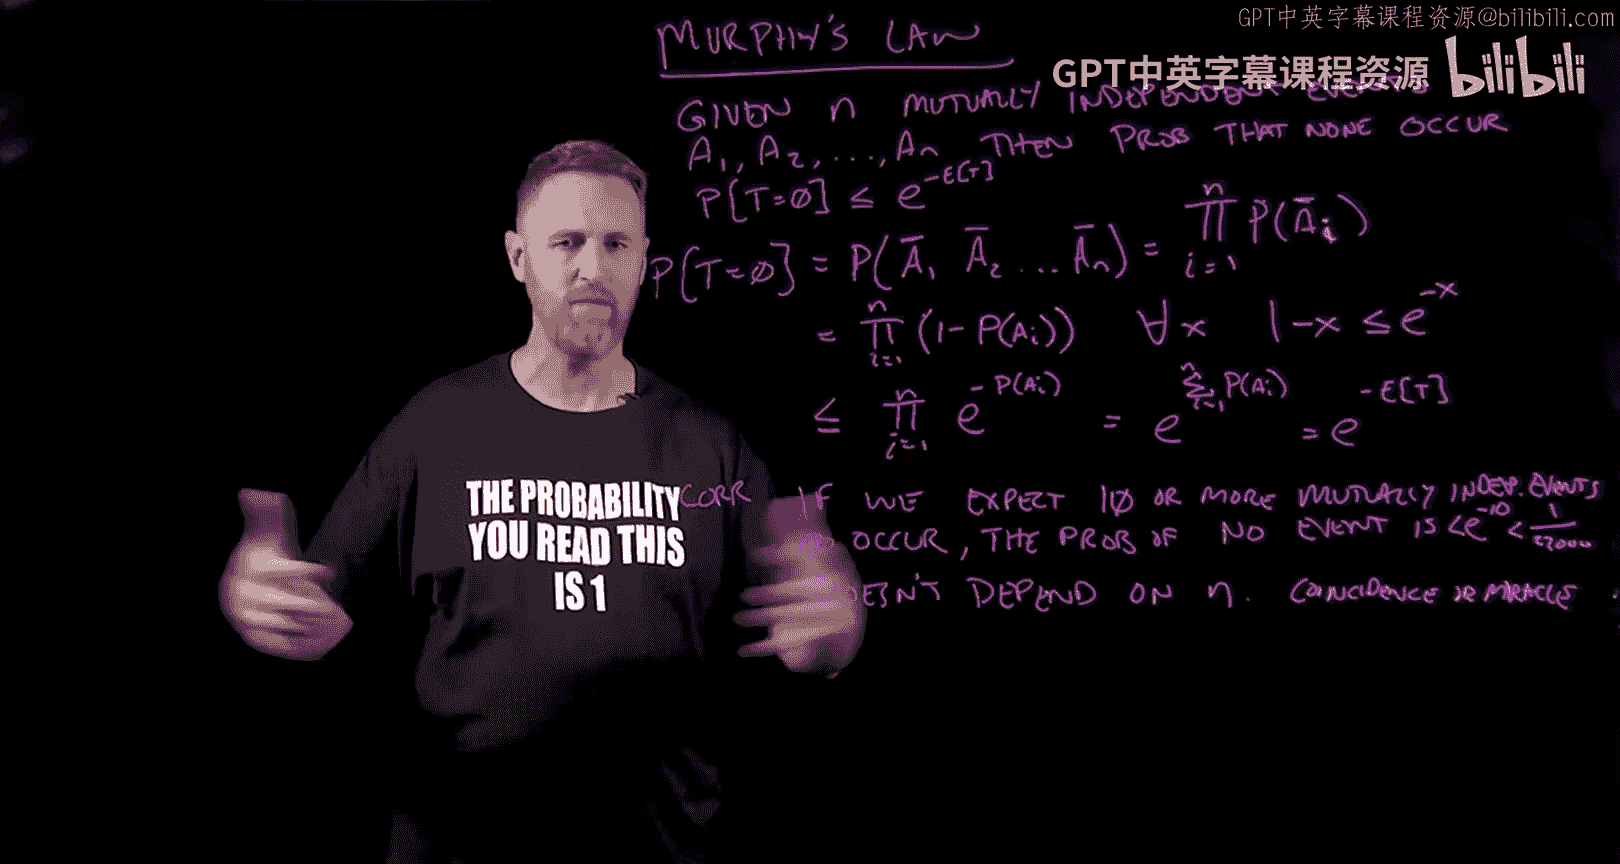 GPT中英字幕课程资源@bilibili.com
GPT中英字幕课程资源 bilibili
MURPHY'S LAW
GIVEN n MUTUALLY INDEPENDENT EVENTS
A₁, A₂, ..., Aₙ THEN PROB THAT NONE OCCUR
P[T=∅] ≤ e^{-E[T]}
P[T=∅] = P(Ā₁ Ā₂ ... Āₙ) = ∏_{i=1}^{n} P(Āᵢ)
= ∏_{i=1}^{n} (1-P(Aᵢ)) ∀x 1-x ≤ e^{-x}
≤ ∏_{i=1}^{n} e^{-P(Aᵢ)} = e^{∑_{i=1}^{n} P(Aᵢ)} = e^{-E[T]}
CORR IF WE EXPECT 1∅ OR MORE MUTUALLY INDEP. EVENTS
OCCUR, THE PROB OF NO EVENT IS < e^{-10} < 1/22000
DOESN'T DEPEND ON n. COINCIDENCE OR MIRACLE
THE PROBABILITY
YOU READ THIS
IS 1